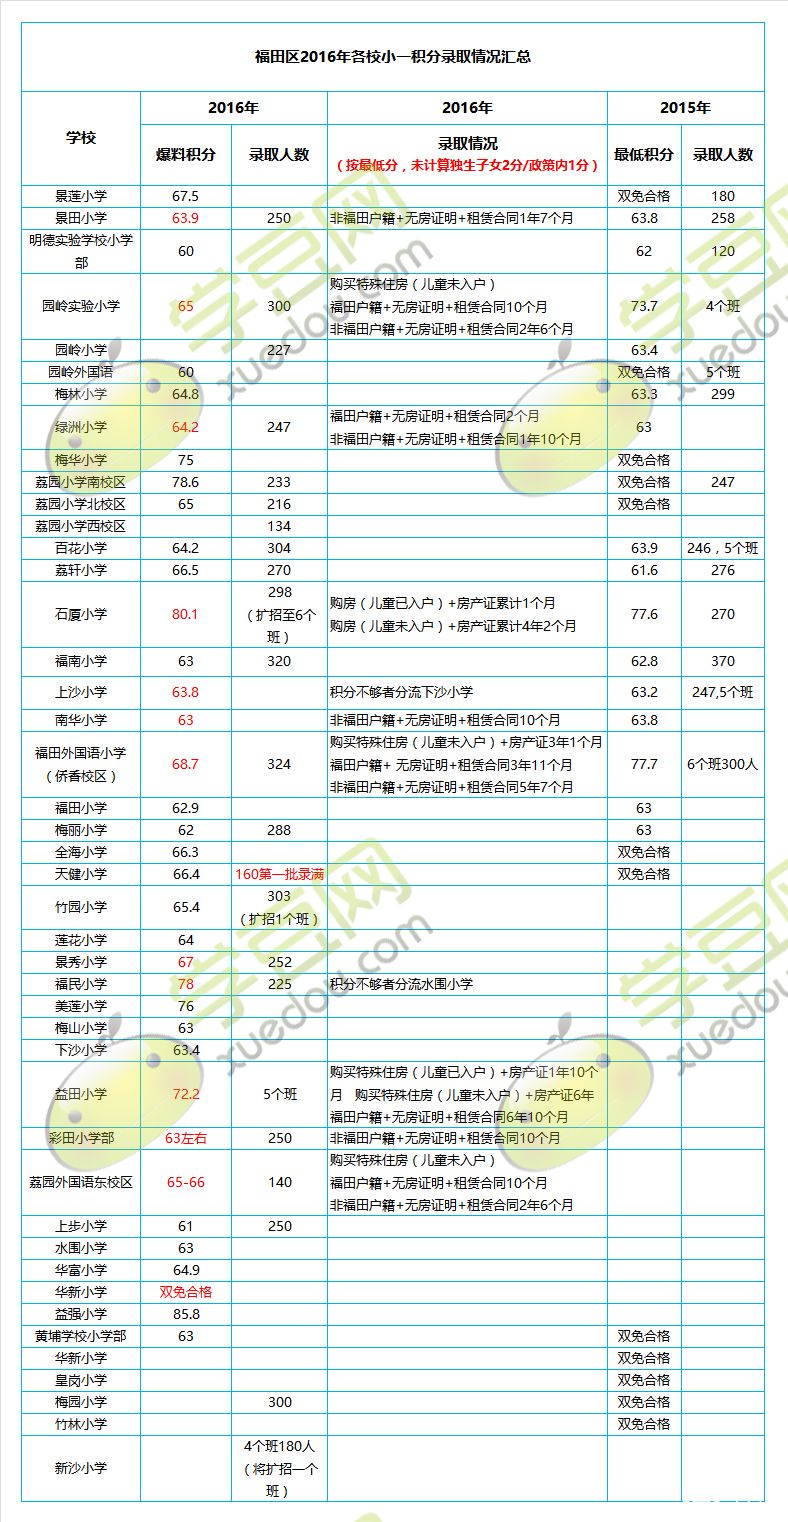 福田区2016年各校小一积分录取情况汇总
学校 2016年 2016年 2015年
爆料积分 录取人数 录取情况 最低积分 录取人数
（按最低分，未计算独生子女2分/政策内1分）
景莲小学 67.5 双免合格 180
景田小学 63.9 250 非福田户籍+无房证明+租赁合同1年7个月 63.8 258
明德实验学校小学
部 60 62 120
购买特殊住房（儿童未入户）
园岭实验小学 65 300 福田户籍+无房证明+租赁合同10个月 73.7 4个班
非福田户籍+无房证明+租赁合同2年6个月
园岭小学 227 63.4
园岭外国语 60 双免合格 5个班
梅林小学 64.8 63.3 299
福田户籍+无房证明+租赁合同2个月
绿洲小学 64.2 247 63
非福田户籍+无房证明+租赁合同1年10个月
梅华小学 75 双免合格
荔园小学南校区 78.6 233 双免合格 247
荔园小学北校区 65 216 双免合格
荔园小学西校区 134
百花小学 64.2 304 63.9 246，5个班
荔轩小学 66.5 270 61.6 276
298
购房（儿童已入户）+房产证累计1个月
石厦小学 80.1 （扩招至6个 77.6 270
购房（儿童未入户）+房产证累计4年2个月
班）
福南小学 63 320 62.8 370
上沙小学 63.8 积分不够者分流下沙小学 63.2 247,5个班
南华小学 63 非福田户籍+无房证明+租赁合同10个月 63.8
购买特殊住房（儿童未入户）+房产证3年1个月
福田外国语小学
（侨香校区） 68.7 324 福田户籍+ 无房证明+租赁合同3年11个月 77.7 6个班300人
非福田户籍+无房证明+租赁合同5年7个月
福田小学 62.9 63
梅丽小学 62 288 63
全海小学 66.3 双免合格
天健小学 66.4 160第一批录满 双免合格
竹园小学 65.4 303
（扩招1个班）
莲花小学 64
景秀小学 67 252
福民小学 78 225 积分不够者分流水围小学
美莲小学 76
梅山小学 63
下沙小学 63.4
购买特殊住房（儿童已入户）+房产证1年10个
益田小学 72.2 5个班 月 购买特殊住房（儿童未入户）+房产证6年
福田户籍+无房证明+租赁合同6年10个月
彩田小学部 63左右 250 非福田户籍+无房证明+租赁合同10个月
购买特殊住房（儿童未入户）
荔园外国语东校区 65-66 140 福田户籍+无房证明+租赁合同10个月
非福田户籍+无房证明+租赁合同2年6个月
上步小学 61 250
水围小学 63
华富小学 64.9
华新小学 双免合格
益强小学 85.8
黄埔学校小学部 63 双免合格
华新小学 双免合格
皇岗小学 双免合格
梅园小学 300 双免合格
竹林小学 双免合格
4个班180人
新沙小学 （将扩招一个
班）
学豆网
xuedou.com
学豆网
xuedou.com
学豆网
xuedou.com
学豆网
xuedou.com